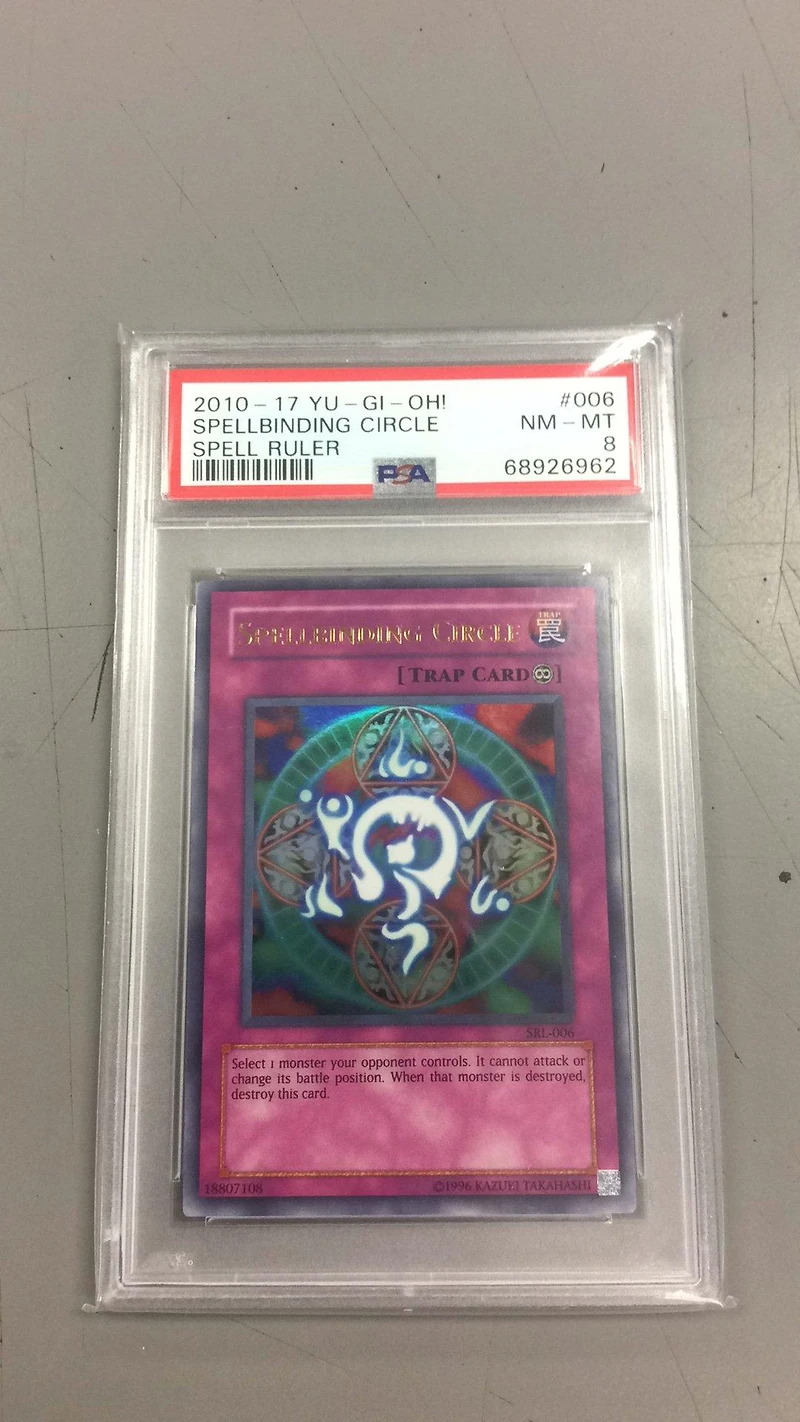 2010-17 YU-GI-OH! #006
SPELLBINDING CIRCLE NM-MT
SPELL RULER 8
PSA 68926962
SPELLBINDING CIRCLE
TRAP
罠
[TRAP CARD]
SRL-006
Select 1 monster your opponent controls. It cannot attack or
change its battle position. When that monster is destroyed,
destroy this card.
18807108 ©1996 KAZUKI TAKAHASHI